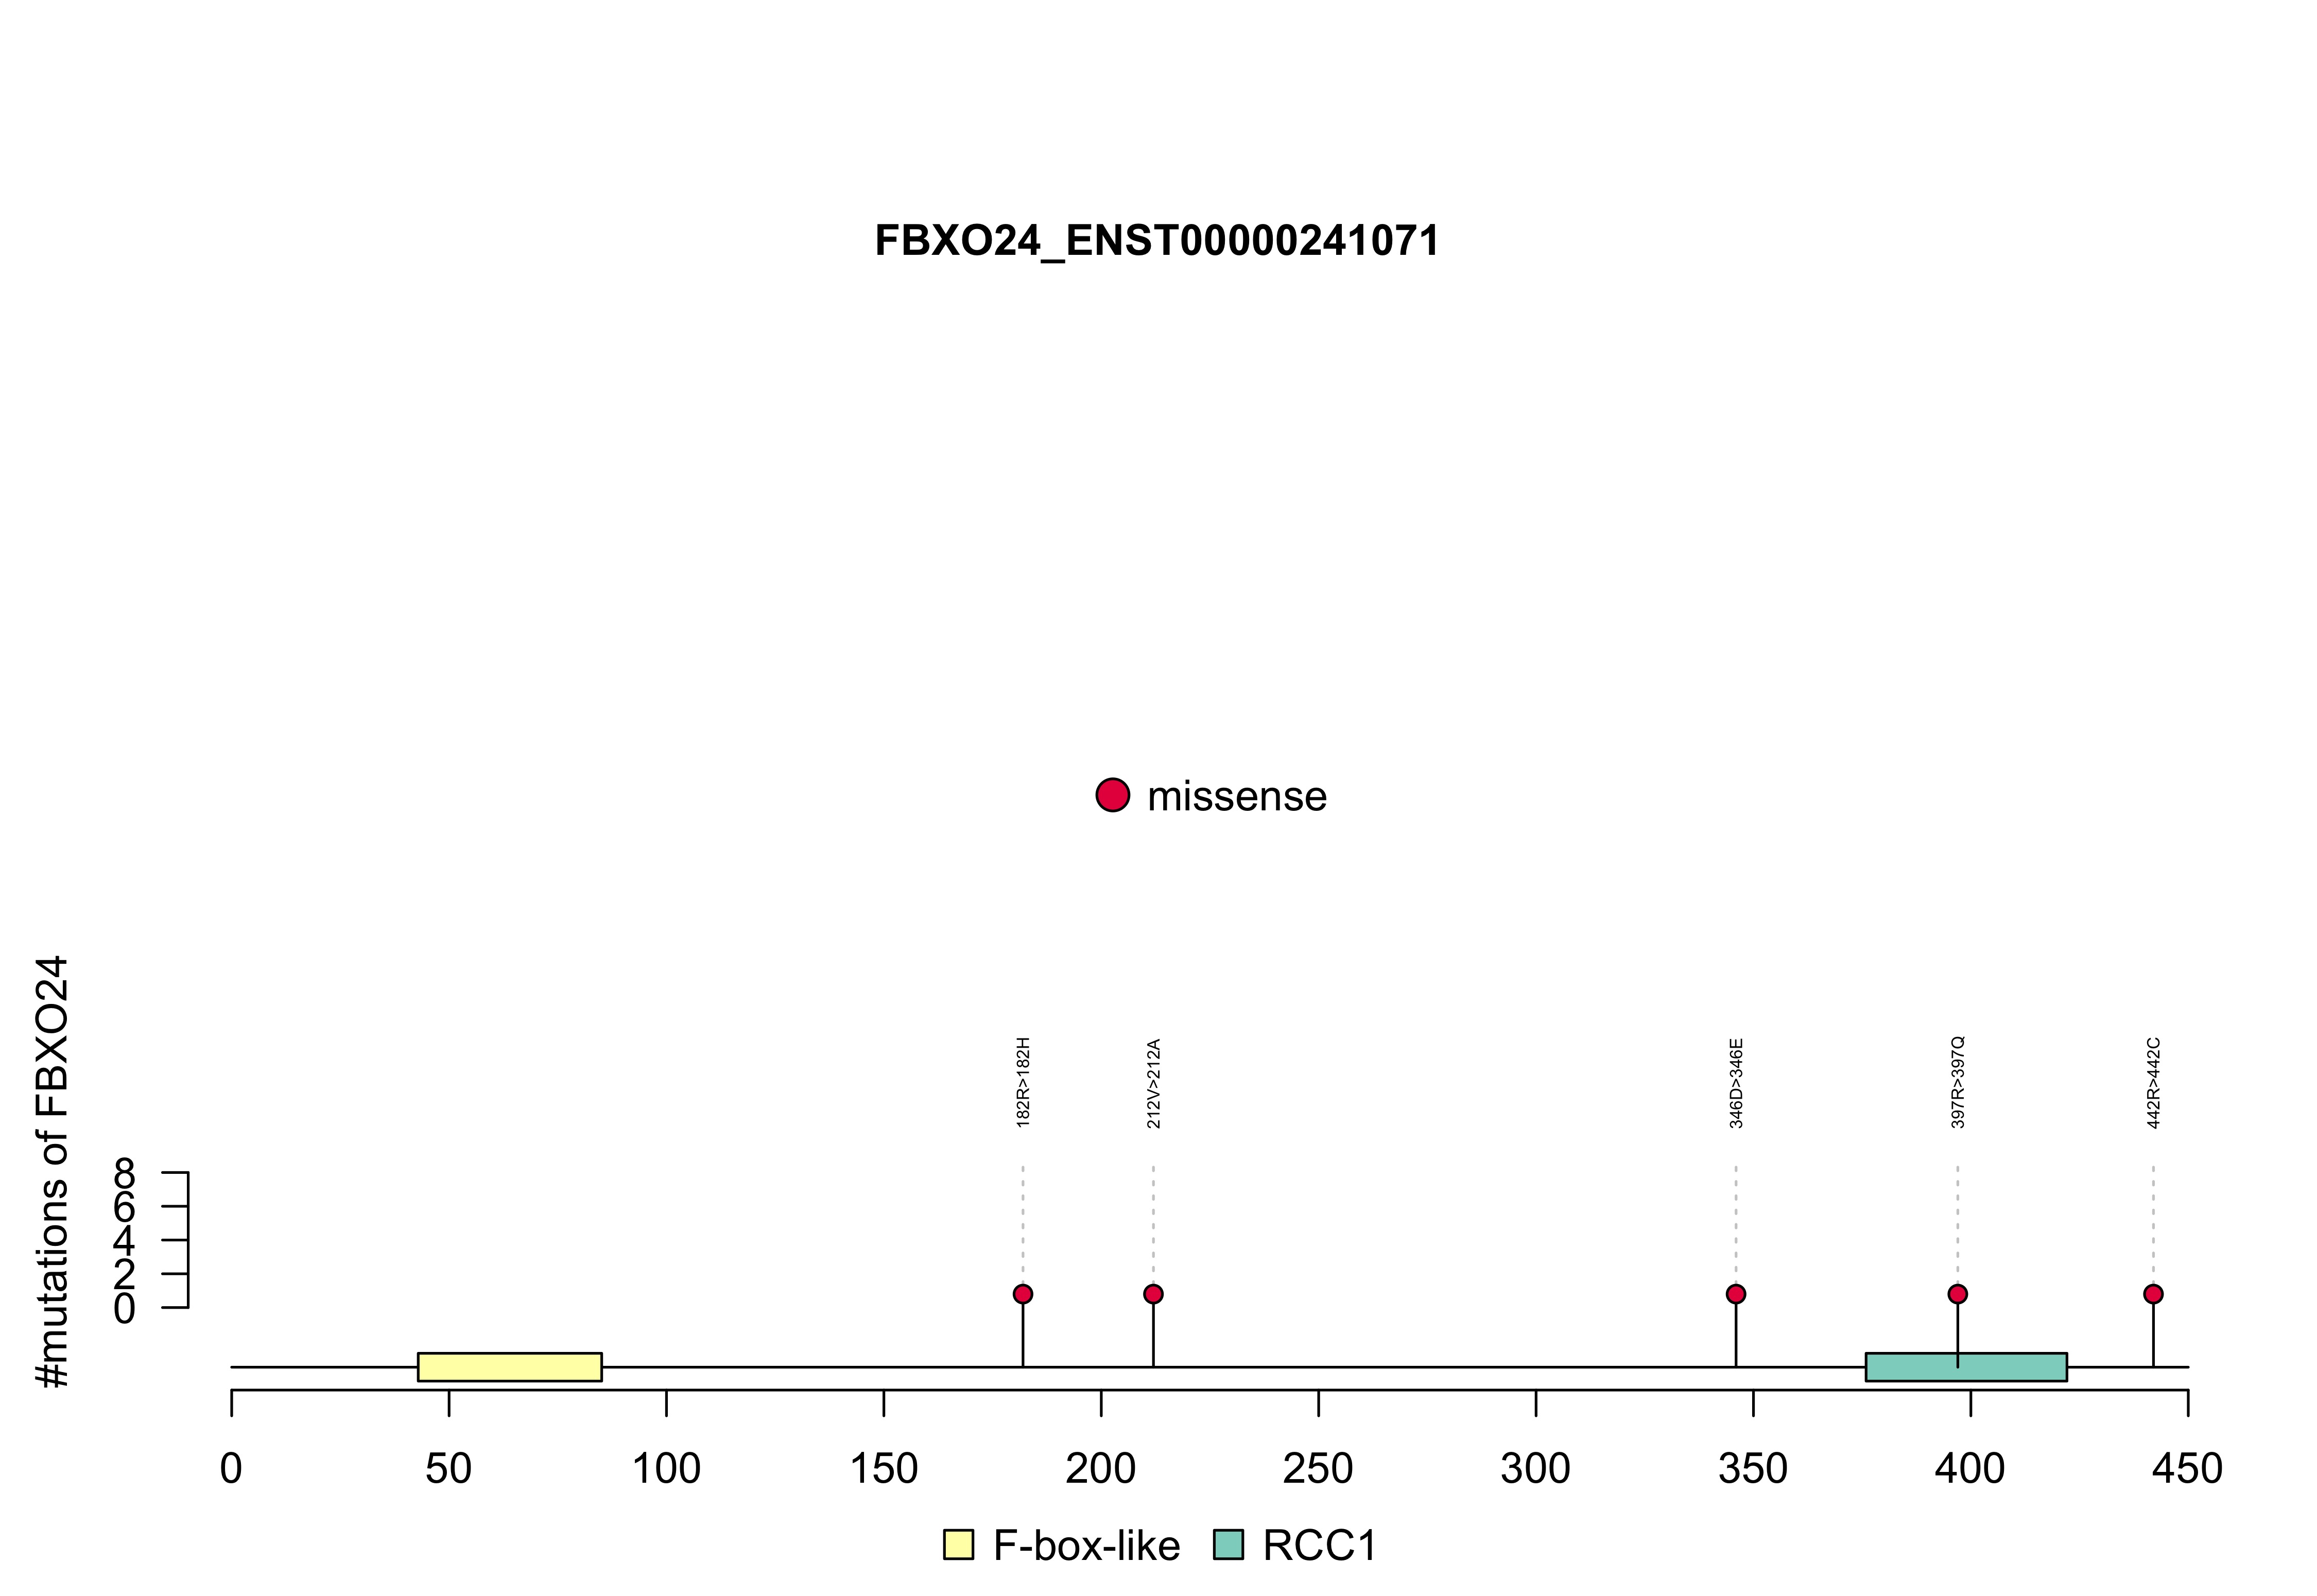 FBXO24_ENST00000241071
missense
#mutations of FBXO24
182R>182H
212V>212A
346D>346E
397R>397Q
442R>442C
8
6
4
2
0
0 50 100 150 200 250 300 350 400 450
F-box-like RCC1